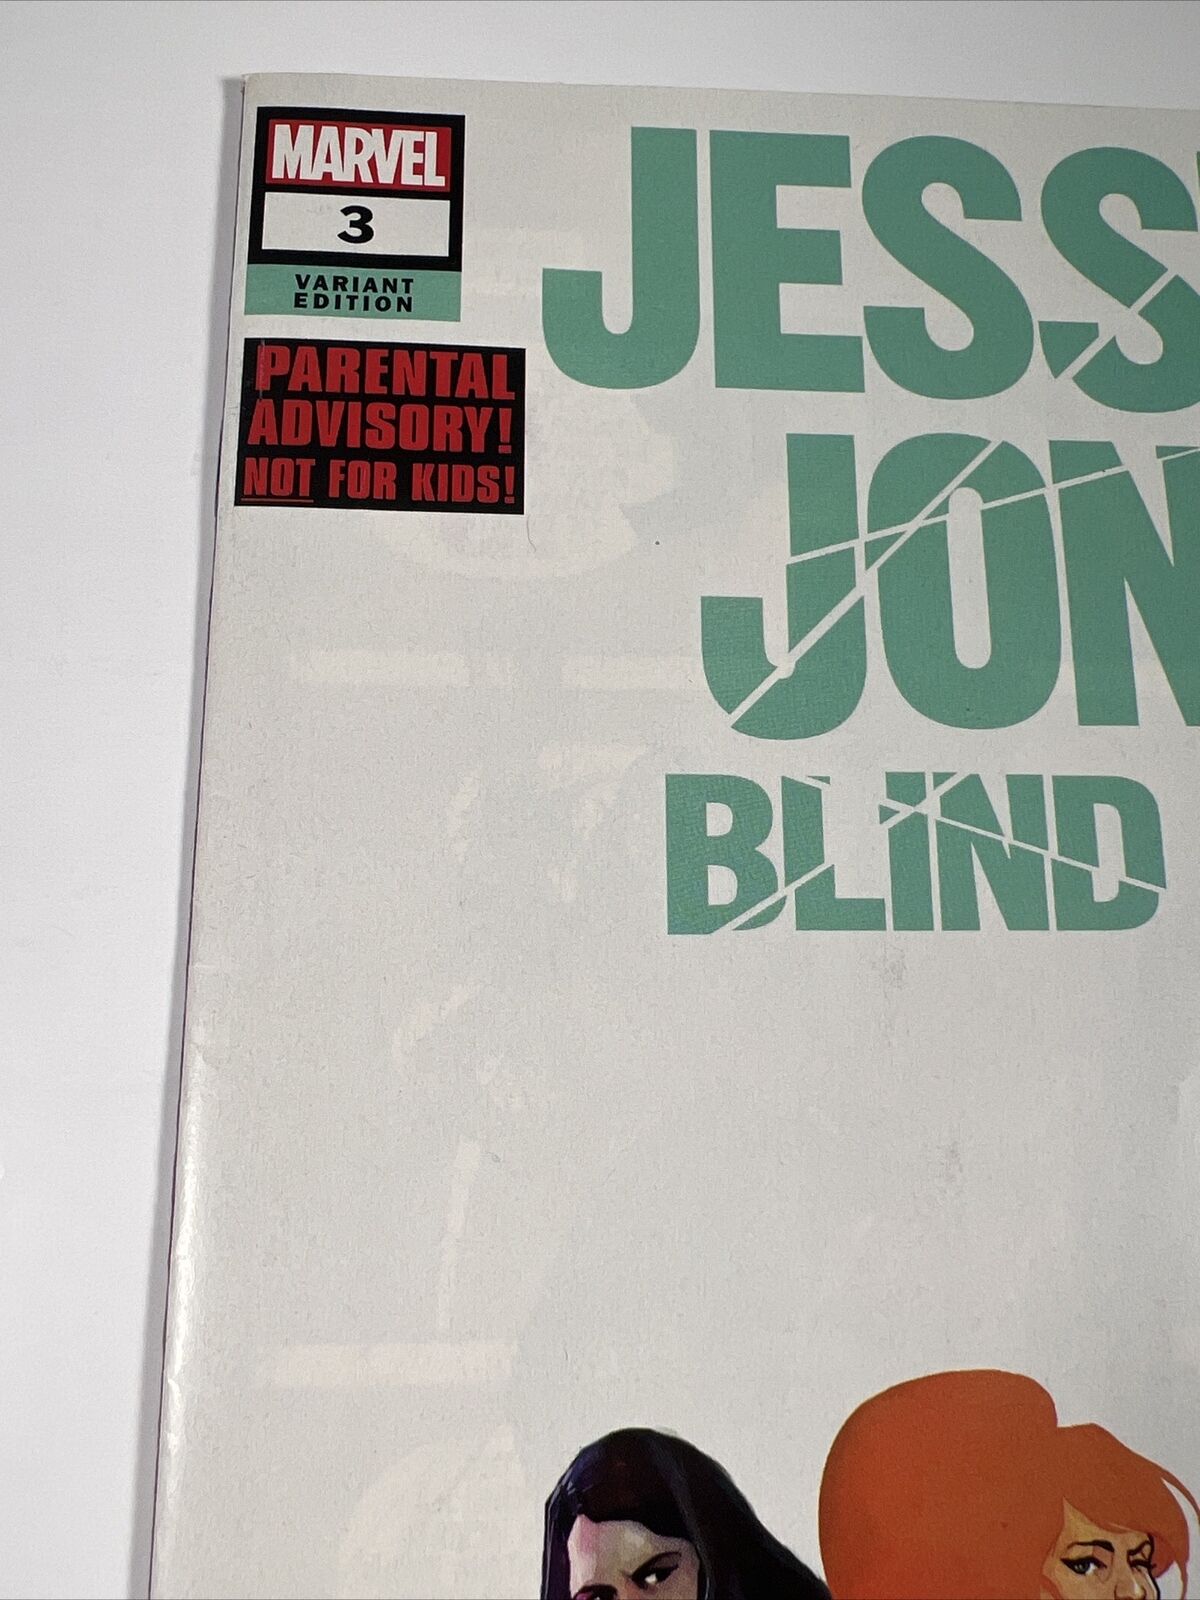 MARVEL
3
VARIANT
EDITION
PARENTAL
ADVISORY!
NOT FOR KIDS!
JESS
JON
BLIND